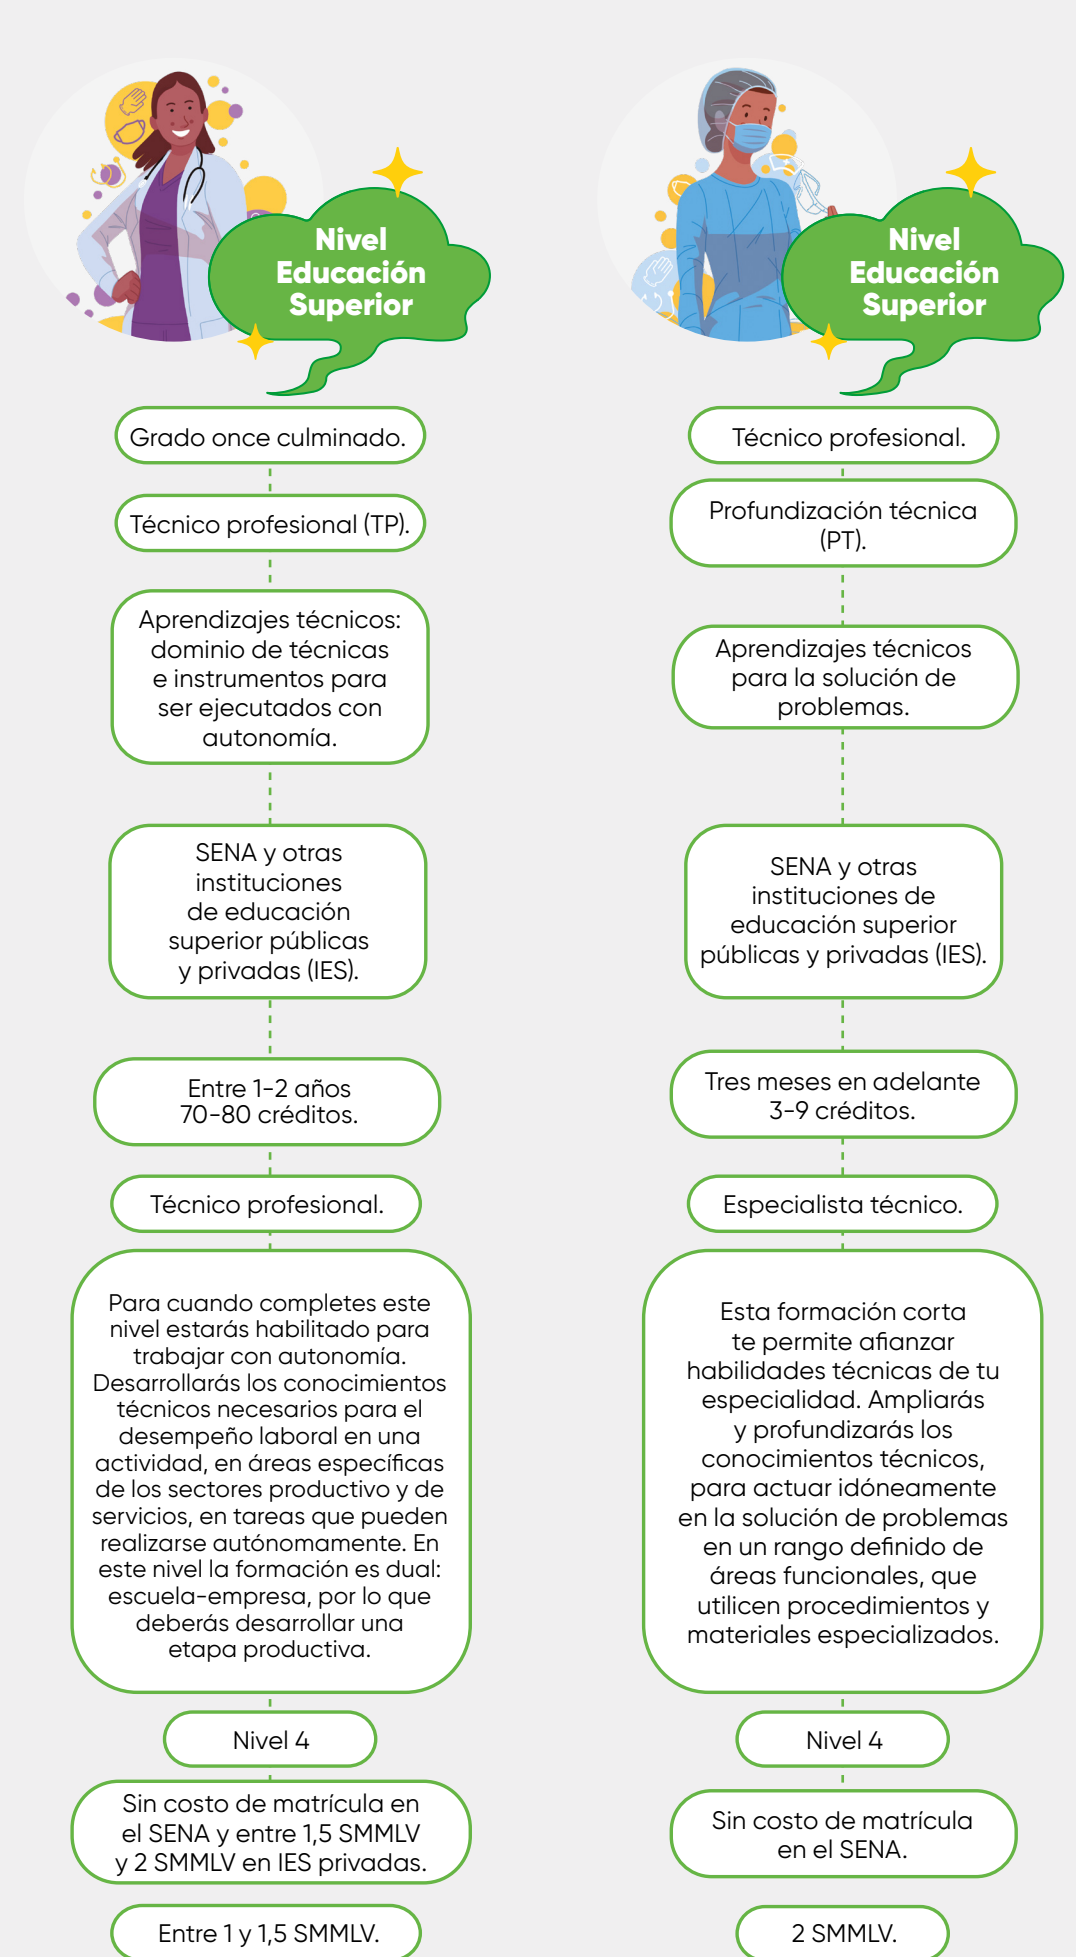 Nivel
Educación
Superior
Grado once culminado.
Técnico profesional (TP).
Aprendizajes técnicos:
dominio de técnicas
e instrumentos para
ser ejecutados con
autonomía.
SENA y otras
instituciones
de educación
superior públicas
y privadas (IES).
Entre 1-2 años
70-80 créditos.
Técnico profesional.
Para cuando completes este
nivel estarás habilitado para
trabajar con autonomía.
Desarrollarás los conocimientos
técnicos necesarios para el
desempeño laboral en una
actividad, en áreas específicas
de los sectores productivo y de
servicios, en tareas que pueden
realizarse autónomamente. En
este nivel la formación es dual:
escuela-empresa, por lo que
deberás desarrollar una
etapa productiva.
Nivel 4
Sin costo de matrícula en
el SENA y entre 1,5 SMMLV
y 2 SMMLV en IES privadas.
Entre 1 y 1,5 SMMLV.
Nivel
Educación
Superior
Técnico profesional.
Profundización técnica
(PT).
Aprendizajes técnicos
para la solución de
problemas.
SENA y otras
instituciones de
educación superior
públicas y privadas (IES).
Tres meses en adelante
3-9 créditos.
Especialista técnico.
Esta formación corta
te permite afianzar
habilidades técnicas de tu
especialidad. Ampliarás
y profundizarás los
conocimientos técnicos,
para actuar idóneamente
en la solución de problemas
en un rango definido de
áreas funcionales, que
utilicen procedimientos y
materiales especializados.
Nivel 4
Sin costo de matrícula
en el SENA.
2 SMMLV.